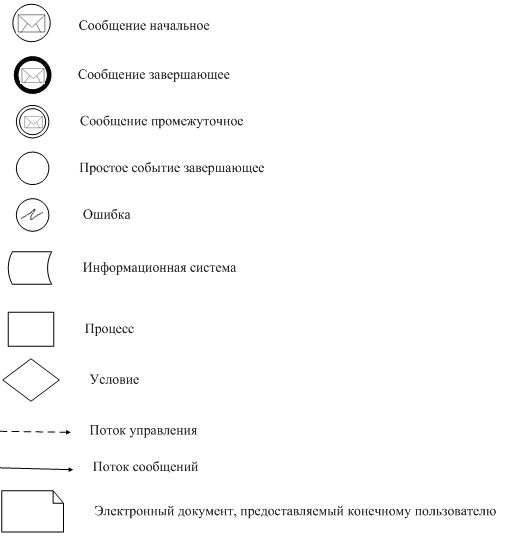 Сообщение начальное
Сообщение завершающее
Сообщение промежуточное
Простое событие завершающее
Ошибка
Информационная система
Процесс
Условие
Поток управления
Поток сообщений
Электронный документ, предоставляемый конечному пользователю